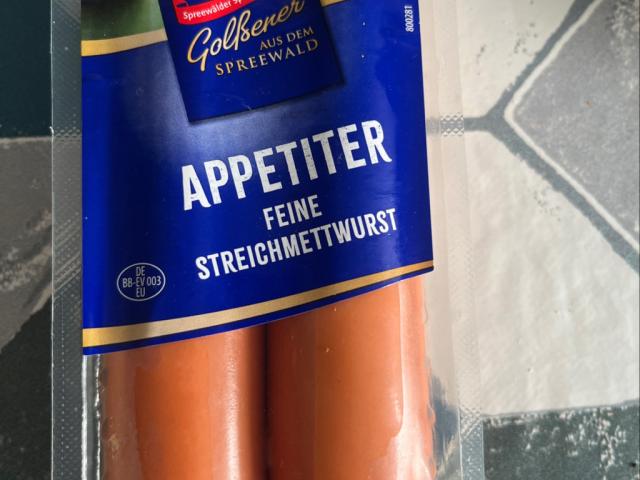 Spreewälder
Golßener
AUS DEM
SPREEWALD
800281
APPETITER
FEINE
STREICHMETTWURST
DE
BB-EV 003
EU